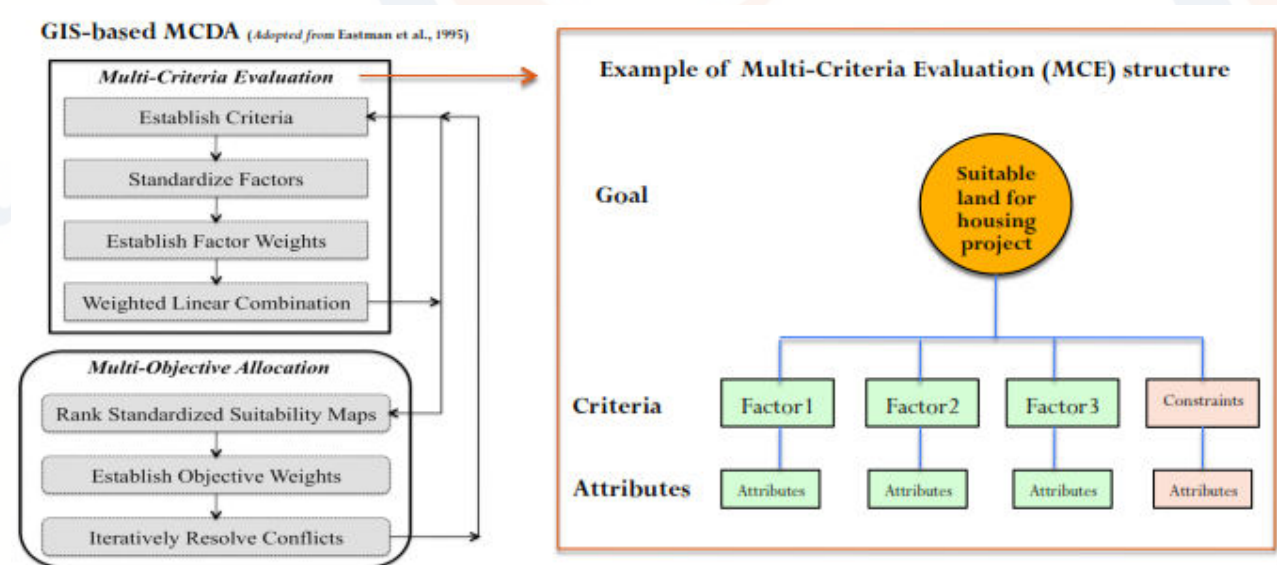 GIS-based MCDA (Adopted from Eastman et al., 1995)
Multi-Criteria Evaluation
Establish Criteria
Standardize Factors
Establish Factor Weights
Weighted Linear Combination
Multi-Objective Allocation
Rank Standardized Suitability Maps
Establish Objective Weights
Iteratively Resolve Conflicts
Example of Multi-Criteria Evaluation (MCE) structure
Goal
Suitable
land for
housing
project
Criteria
Factor1
Factor2
Factor3
Constraints
Attributes
Attributes
Attributes
Attributes
Attributes